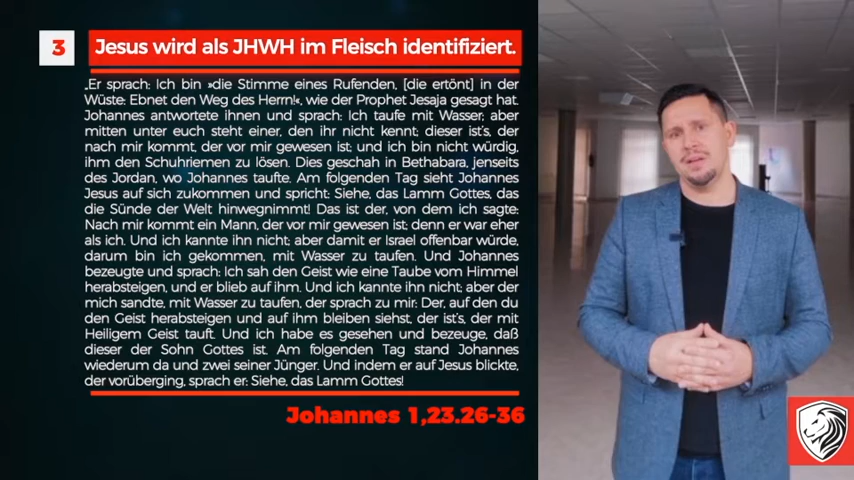 3
Jesus wird als JHWH im Fleisch identifiziert.
„Er sprach: Ich bin »die Stimme eines Rufenden, [die ertönt] in der
Wüste: Ebnet den Weg des Herrn!«, wie der Prophet Jesaja gesagt hat.
Johannes antwortete ihnen und sprach: Ich taufe mit Wasser; aber
mitten unter euch steht einer, den ihr nicht kennt; dieser ist's, der
nach mir kommt, der vor mir gewesen ist; und ich bin nicht würdig,
ihm den Schuhriemen zu lösen. Dies geschah in Bethabara, jenseits
des Jordan, wo Johannes taufte. Am folgenden Tag sieht Johannes
Jesus auf sich zukommen und spricht: Siehe, das Lamm Gottes, das
die Sünde der Welt hinwegnimmt! Das ist der, von dem ich sagte:
Nach mir kommt ein Mann, der vor mir gewesen ist; denn er war eher
als ich. Und ich kannte ihn nicht; aber damit er Israel offenbar würde,
darum bin ich gekommen, mit Wasser zu taufen. Und Johannes
bezeugte und sprach: Ich sah den Geist wie eine Taube vom Himmel
herabsteigen, und er blieb auf ihm. Und ich kannte ihn nicht; aber der
mich sandte, mit Wasser zu taufen, der sprach zu mir: Der, auf den du
den Geist herabsteigen und auf ihm bleiben siehst, der ist's, der mit
Heiligem Geist tauft. Und ich habe es gesehen und bezeuge, daß
dieser der Sohn Gottes ist. Am folgenden Tag stand Johannes
wiederum da und zwei seiner Jünger. Und indem er auf Jesus blickte,
der vorüberging, sprach er: Siehe, das Lamm Gottes!
Johannes 1,23.26-36